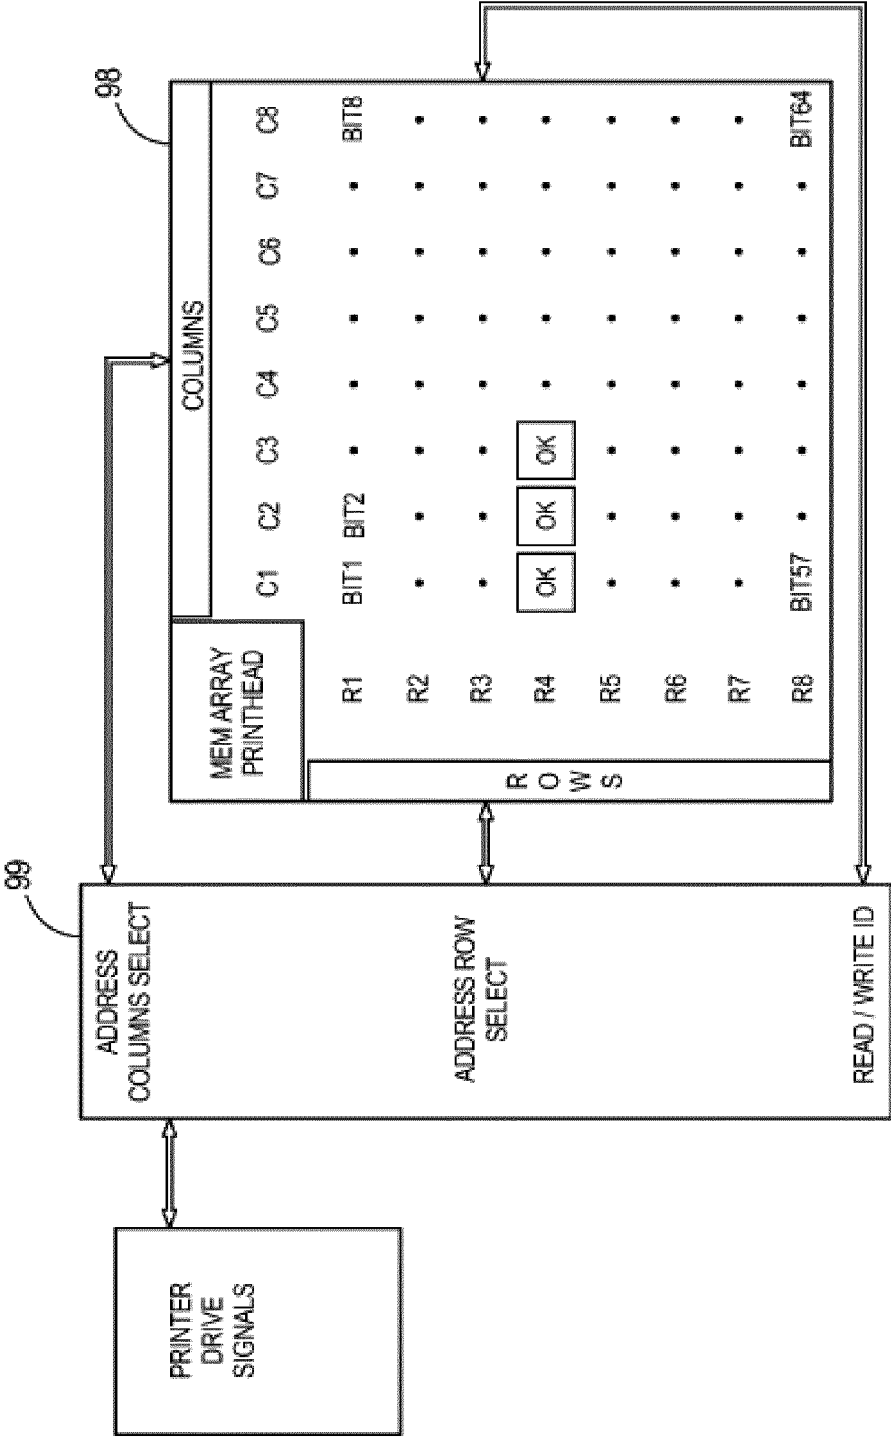 98
99
PRINTER
DRIVE
SIGNALS
ADDRESS
COLUMNS SELECT
ADDRESS ROW
SELECT
READ / WRITE ID
MEM ARRAY
PRINTHEAD
COLUMNS
ROWS
C1 C2 C3 C4 C5 C6 C7 C8
R1 BIT1 BIT2 BIT8
R2
R3
R4 OK OK OK
R5
R6
R7
R8 BIT57 BIT64